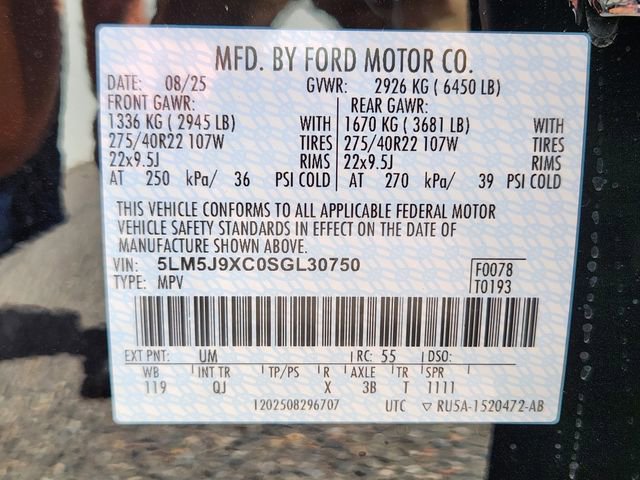 MFD. BY FORD MOTOR CO.
DATE: 08/25 GVWR: 2926 KG ( 6450 LB)
FRONT GAWR: REAR GAWR:
1336 KG ( 2945 LB) WITH 1670 KG ( 3681 LB) WITH
275/40R22 107W TIRES 275/40R22 107W TIRES
22x9.5J RIMS 22x9.5J RIMS
AT 250 kPa/ 36 PSI COLD AT 270 kPa/ 39 PSI COLD
THIS VEHICLE CONFORMS TO ALL APPLICABLE FEDERAL MOTOR
VEHICLE SAFETY STANDARDS IN EFFECT ON THE DATE OF
MANUFACTURE SHOWN ABOVE.
VIN: 5LM5J9XC0SGL30750 F0078
TYPE: MPV T0193
EXT PNT: UM RC: 55 DSO:
WB INT TR TP/PS R AXLE TR SPR
119 QJ X 3B T 1111
1202508296707 UTC ▽ RU5A-1520472-AB